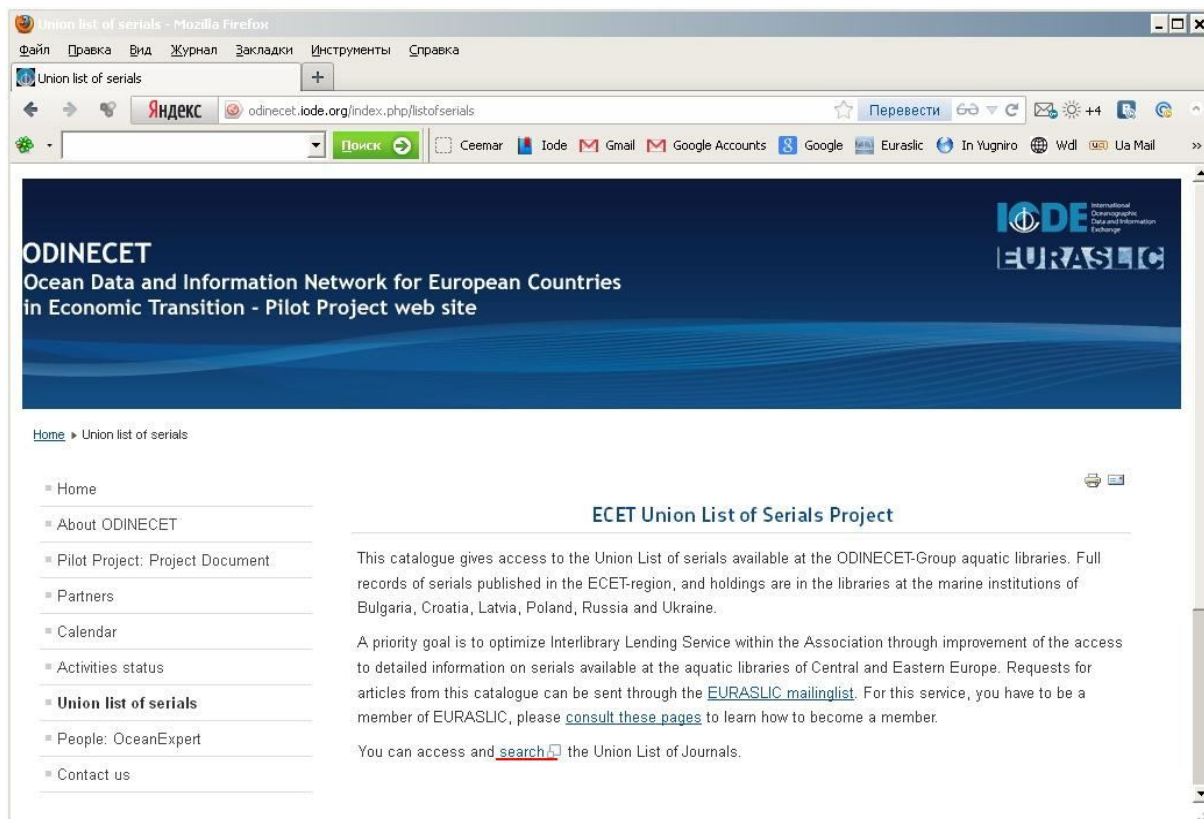 Union list of serials - Mozilla Firefox
Файл Правка Вид Журнал Закладки Инструменты Справка
Union list of serials +
Яндекс odinecet.iode.org/index.php/listofserials Перевести +4
Поиск Ceemar Iode Gmail Google Accounts Google Euraslic In Yugniro Wdl Ua Mail »
IODE International Oceanographic Data and Information Exchange
EURASLIC
ODINECET
Ocean Data and Information Network for European Countries
in Economic Transition - Pilot Project web site
Home Union list of serials
Home
About ODINECET
Pilot Project: Project Document
Partners
Calendar
Activities status
Union list of serials
People: OceanExpert
Contact us
ECET Union List of Serials Project
This catalogue gives access to the Union List of serials available at the ODINECET-Group aquatic libraries. Full
records of serials published in the ECET-region, and holdings are in the libraries at the marine institutions of
Bulgaria, Croatia, Latvia, Poland, Russia and Ukraine.
A priority goal is to optimize Interlibrary Lending Service within the Association through improvement of the access
to detailed information on serials available at the aquatic libraries of Central and Eastern Europe. Requests for
articles from this catalogue can be sent through the EURASLIC mailinglist. For this service, you have to be a
member of EURASLIC, please consult these pages to learn how to become a member.
You can access and search the Union List of Journals.